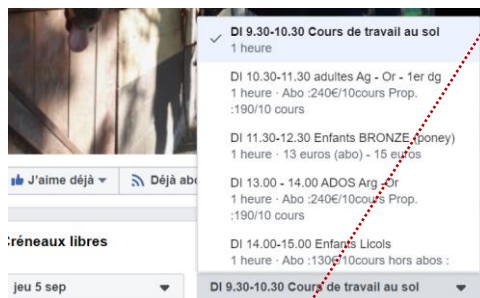 DI 9.30-10.30 Cours de travail au sol
1 heure
DI 10.30-11.30 adultes Ag - Or - 1er dg
1 heure · Abo :240€/10cours Prop.
:190/10 cours
DI 11.30-12.30 Enfants BRONZE (poney)
1 heure · 13 euros (abo) - 15 euros
DI 13.00 - 14.00 ADOS Arg -Or
1 heure · Abo :240€/10cours Prop.
:190/10 cours
DI 14.00-15.00 Enfants Licols
1 heure · Abo :130€/10cours hors abos :
J'aime déjà
Déjà abo
Créneaux libres
jeu 5 sep
DI 9.30-10.30 Cours de travail au sol